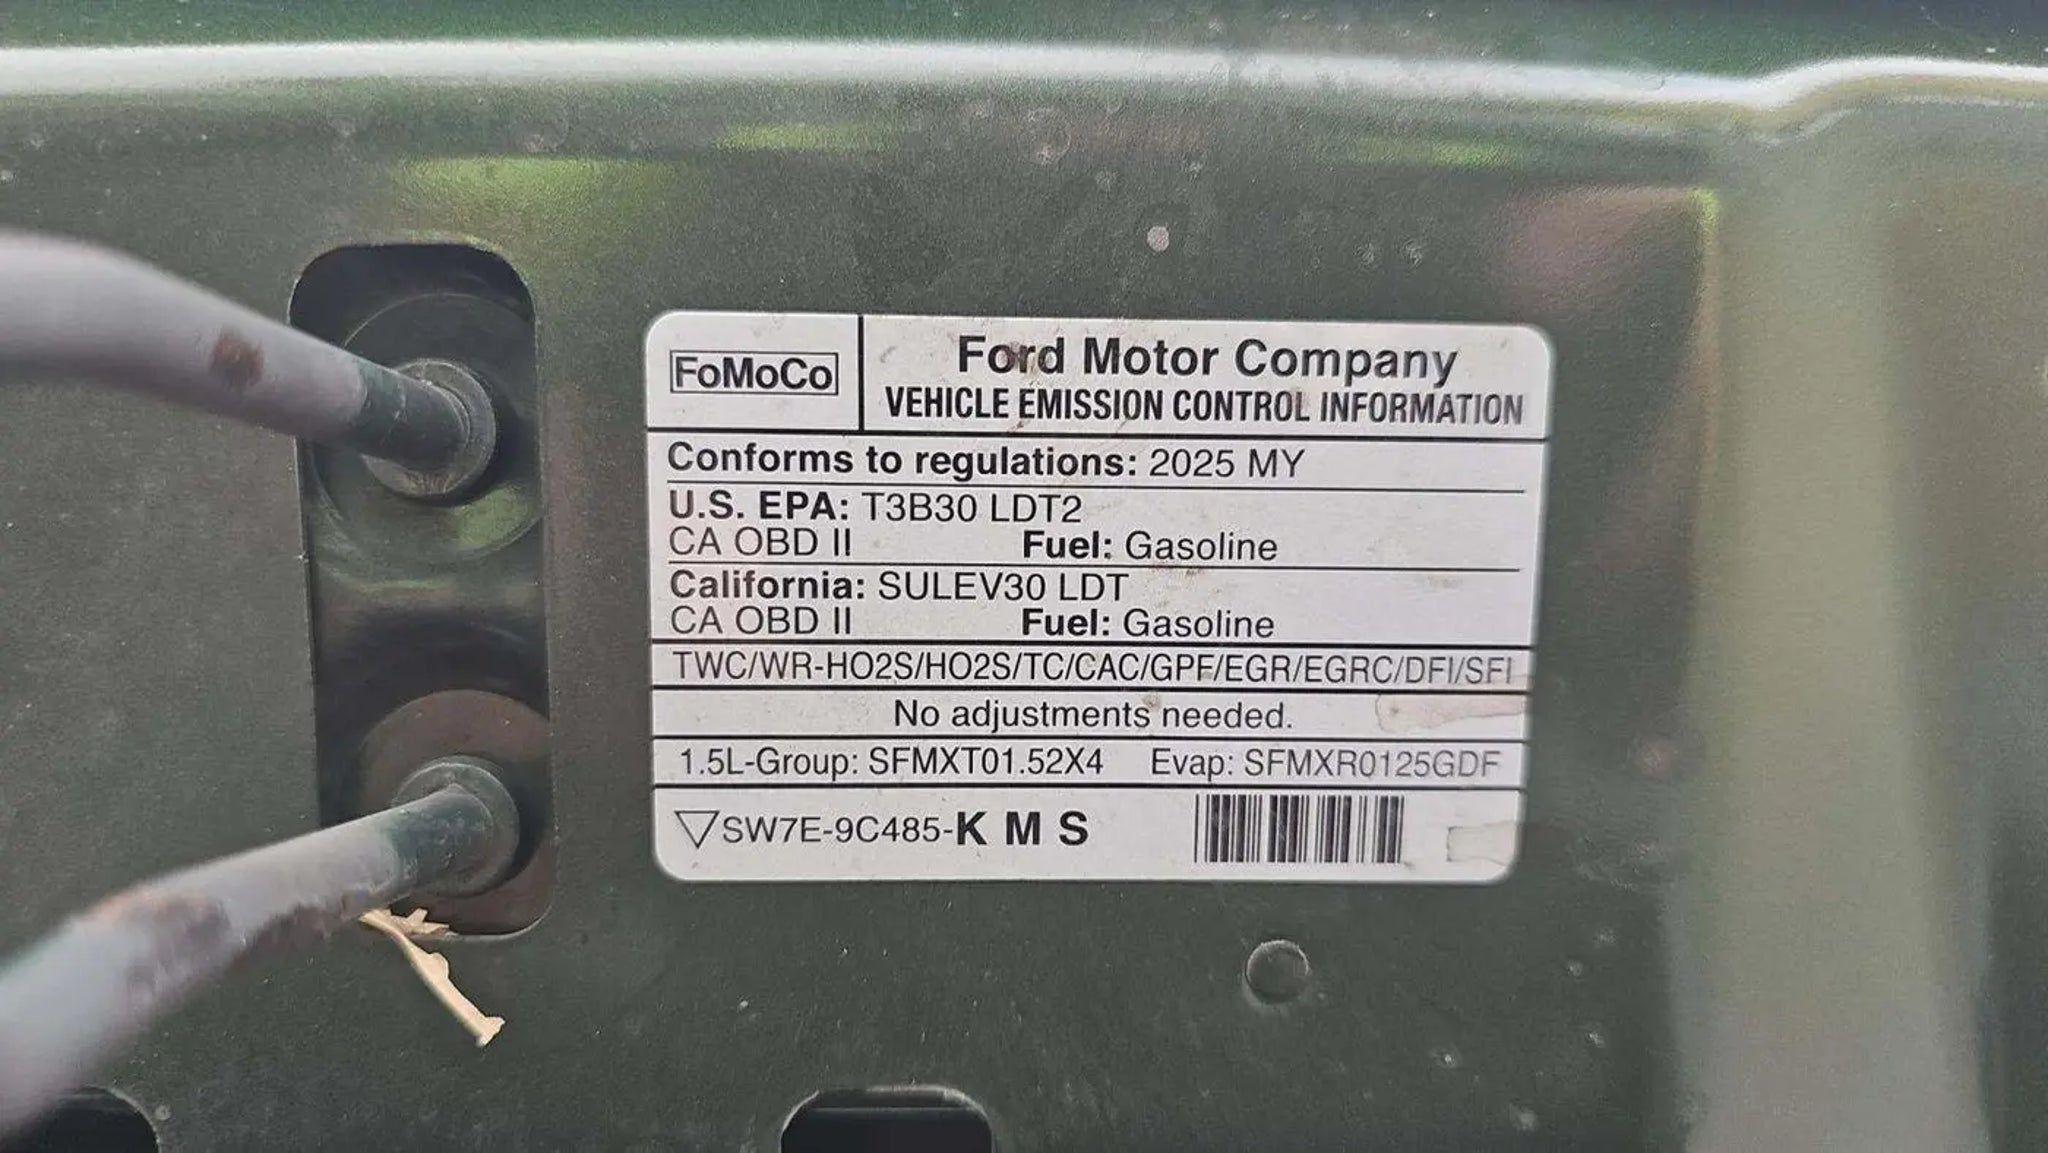 FoMoCo
Ford Motor Company
VEHICLE EMISSION CONTROL INFORMATION
Conforms to regulations: 2025 MY
U.S. EPA: T3B30 LDT2
CA OBD II Fuel: Gasoline
California: SULEV30 LDT
CA OBD II Fuel: Gasoline
TWC/WR-HO2S/HO2S/TC/CAC/GPF/EGR/EGRC/DFI/SFI
No adjustments needed.
1.5L-Group: SFMXT01.52X4 Evap: SFMXR0125GDF
SW7E-9C485-K M S